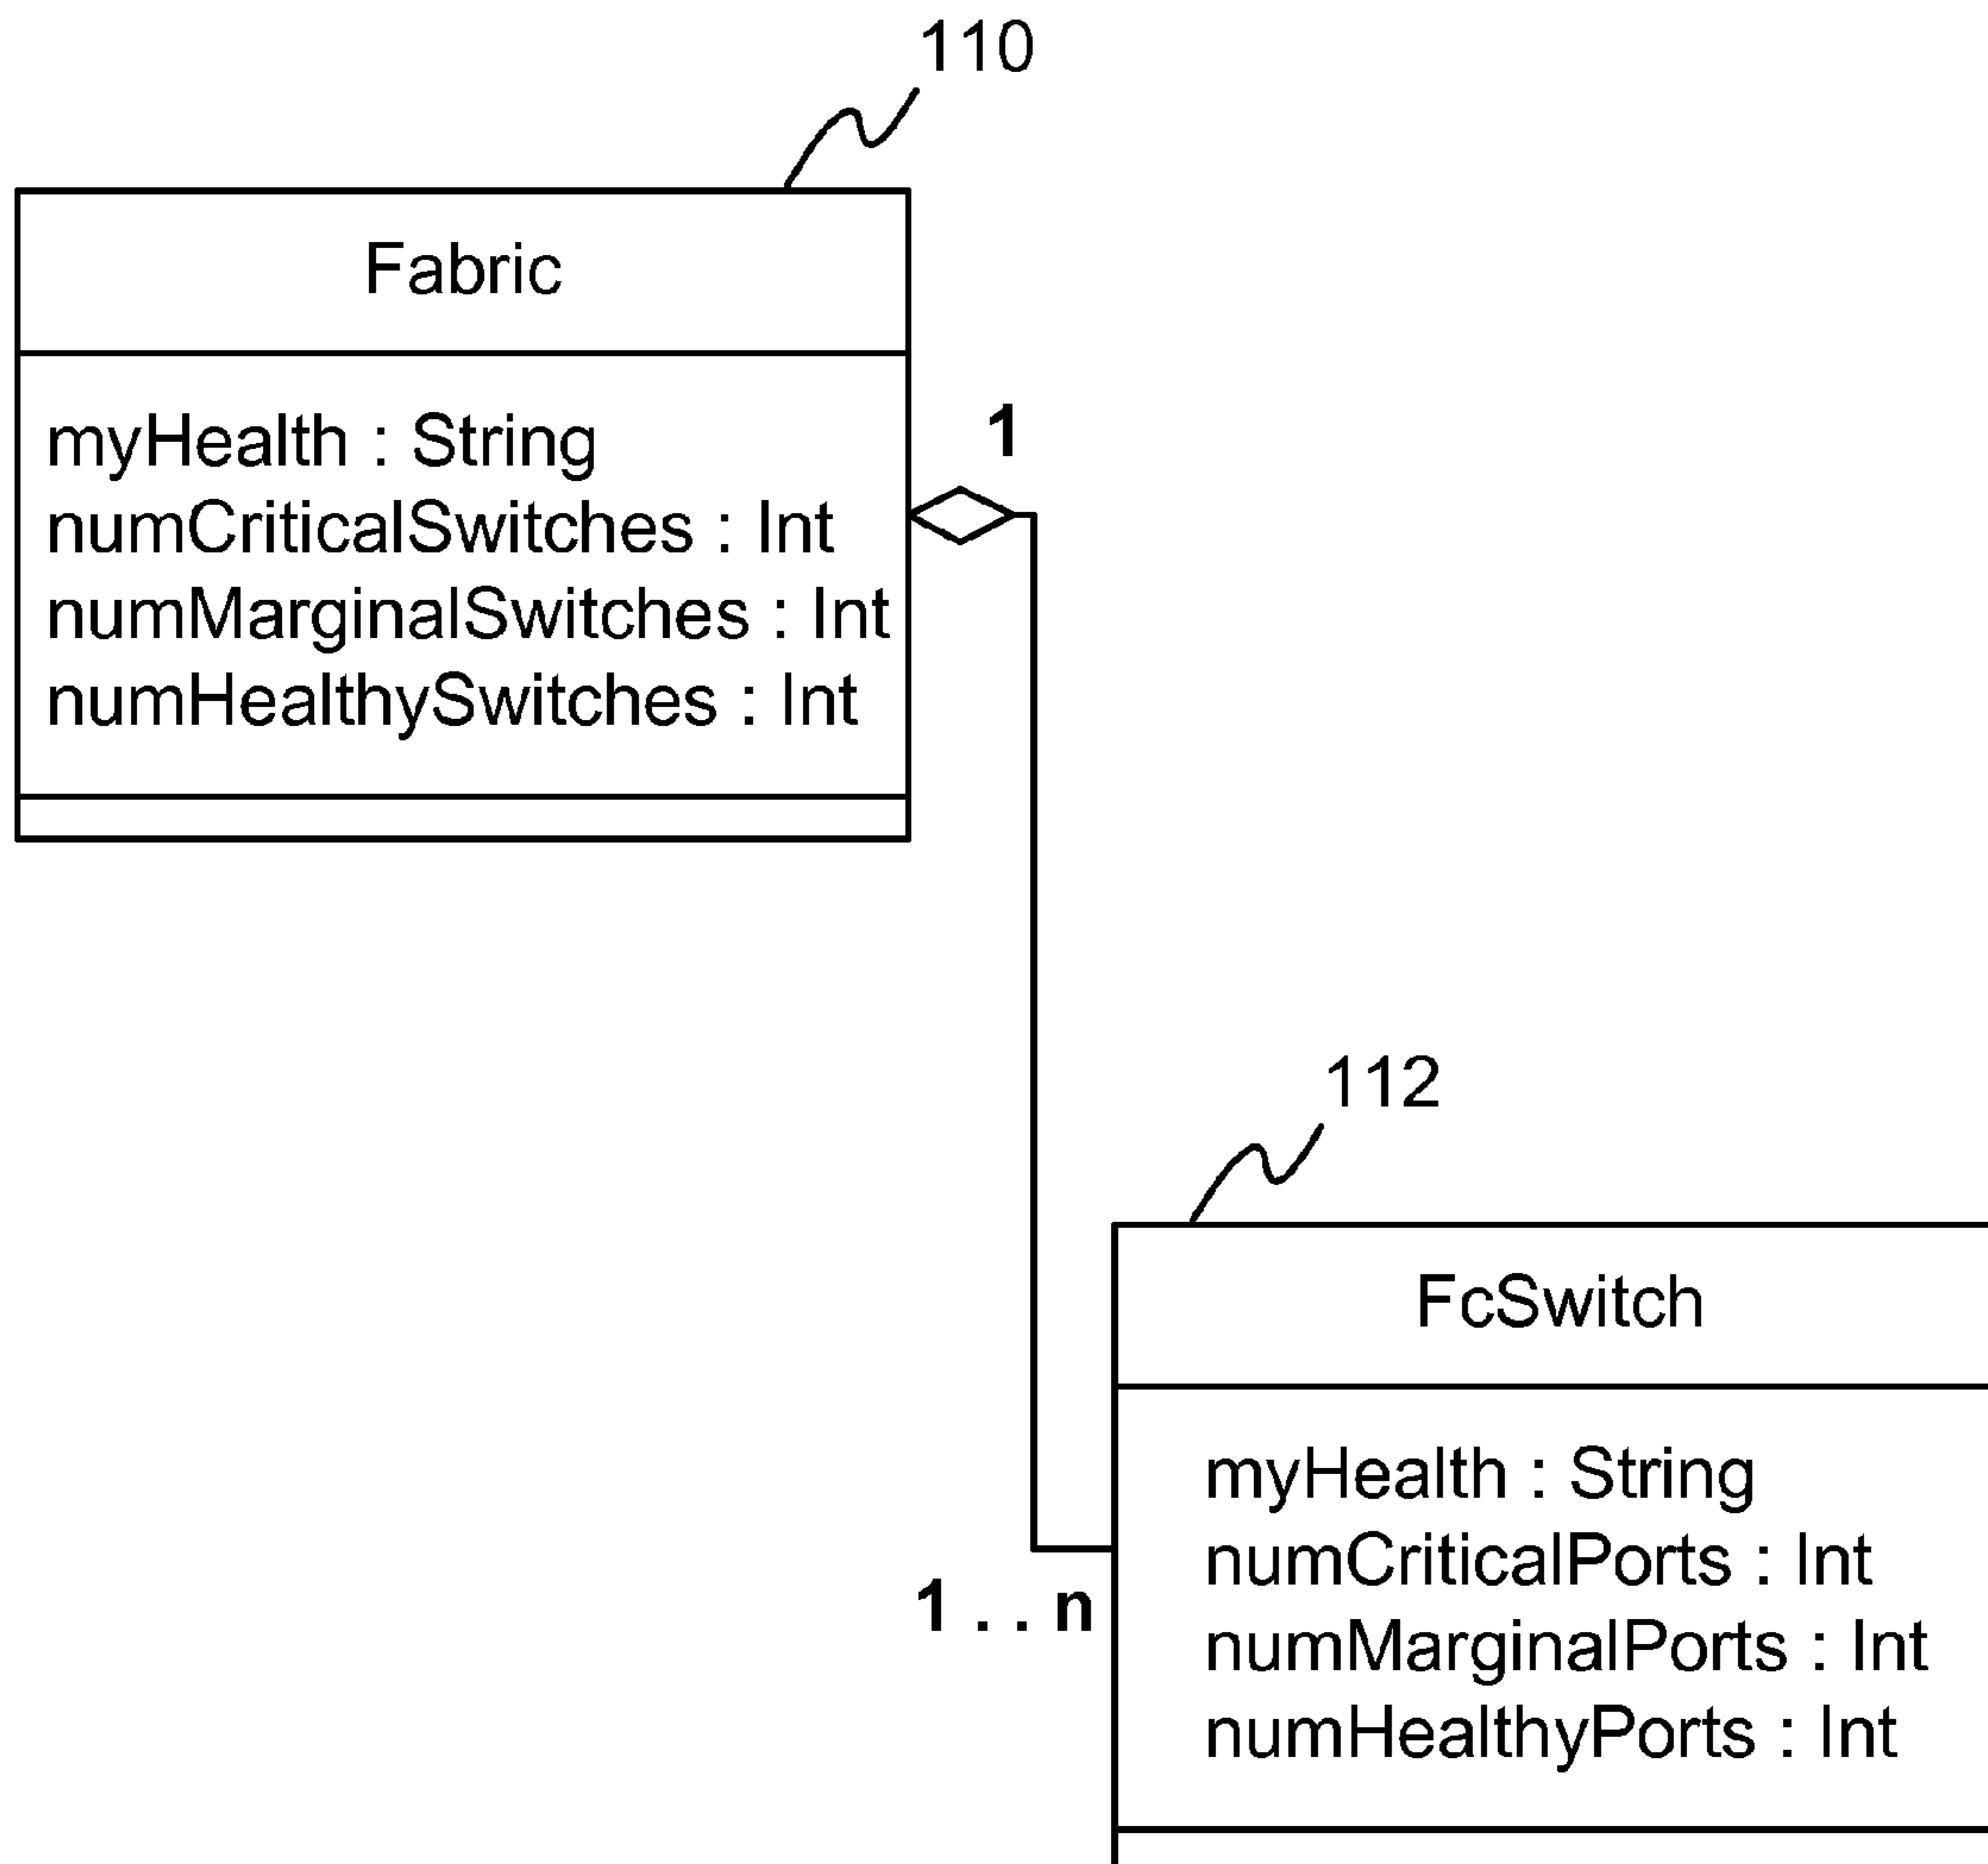 110
Fabric
myHealth : String
numCriticalSwitches : Int
numMarginalSwitches : Int
numHealthySwitches : Int
1
112
FcSwitch
myHealth : String
numCriticalPorts : Int
numMarginalPorts : Int
numHealthyPorts : Int
1 . . n